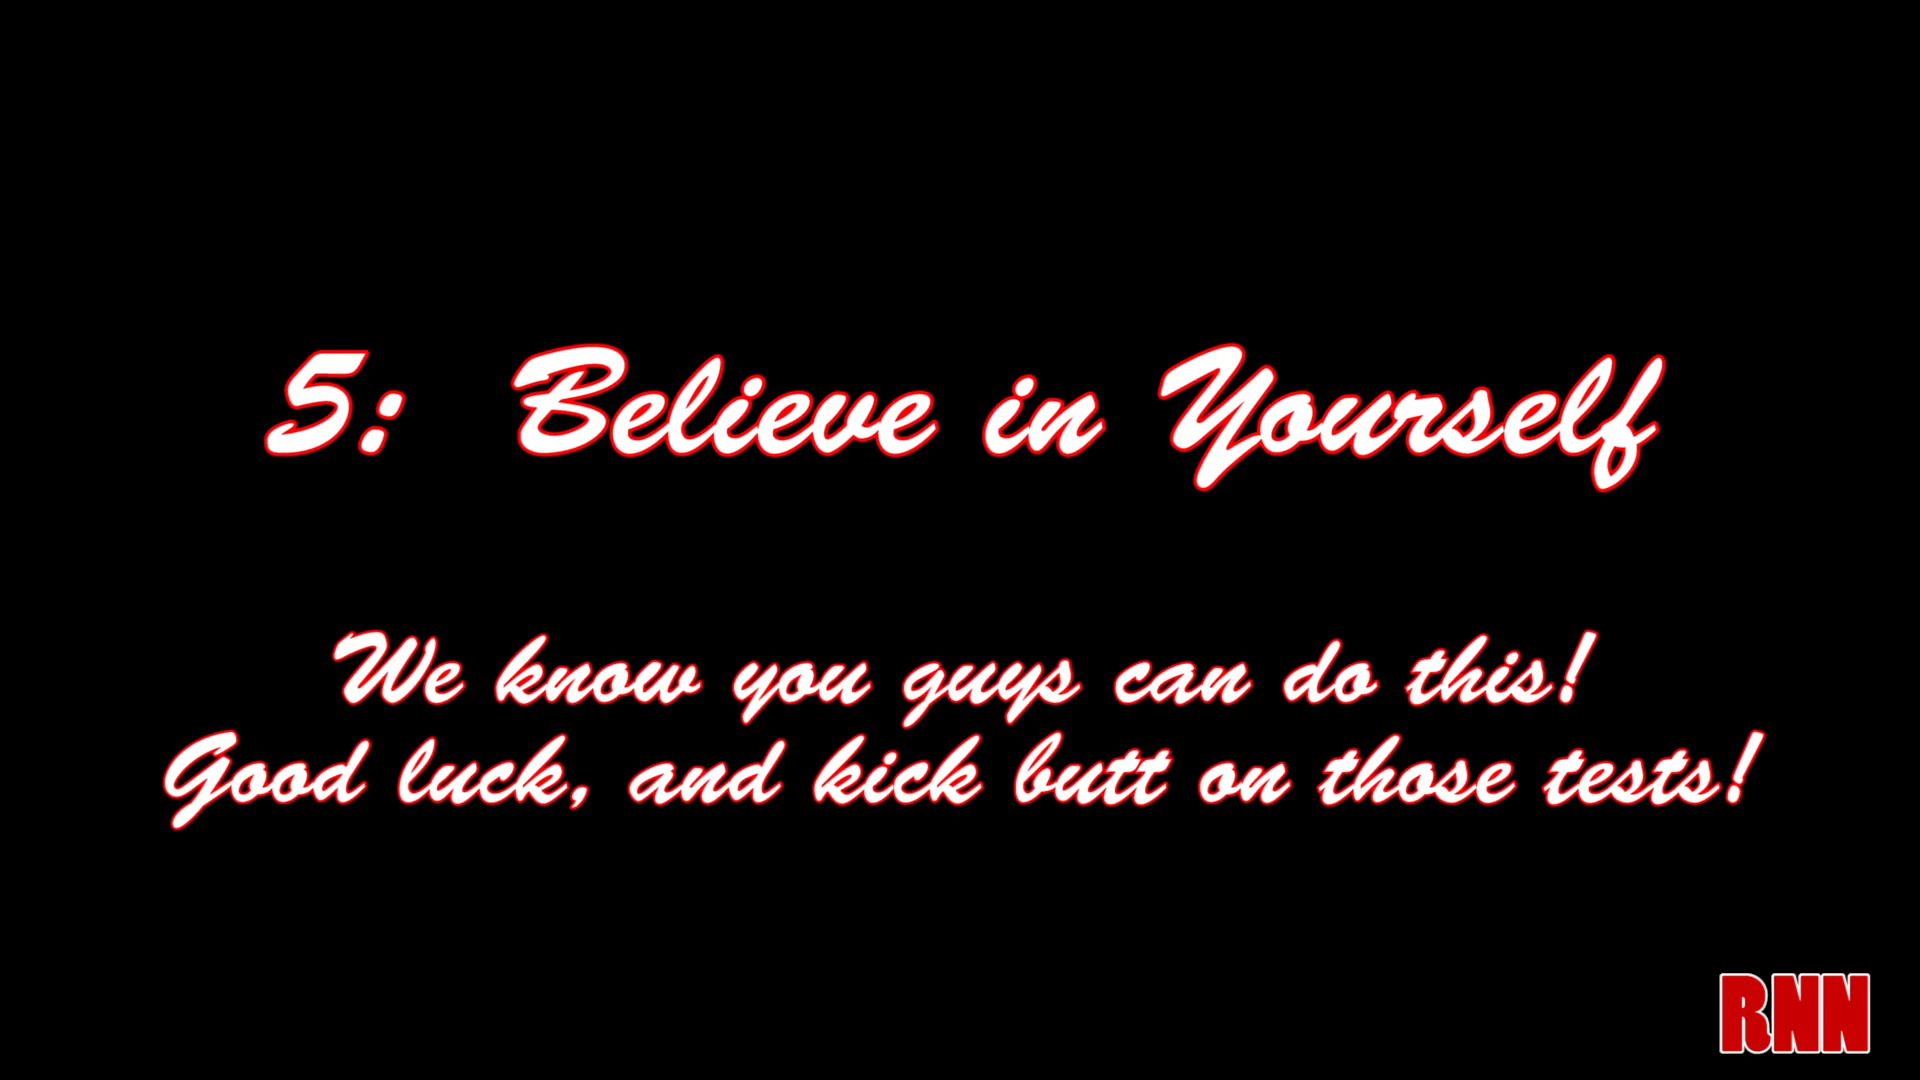 5: Believe in Yourself
We know you guys can do this!
Good luck, and kick butt on those tests!
RNN